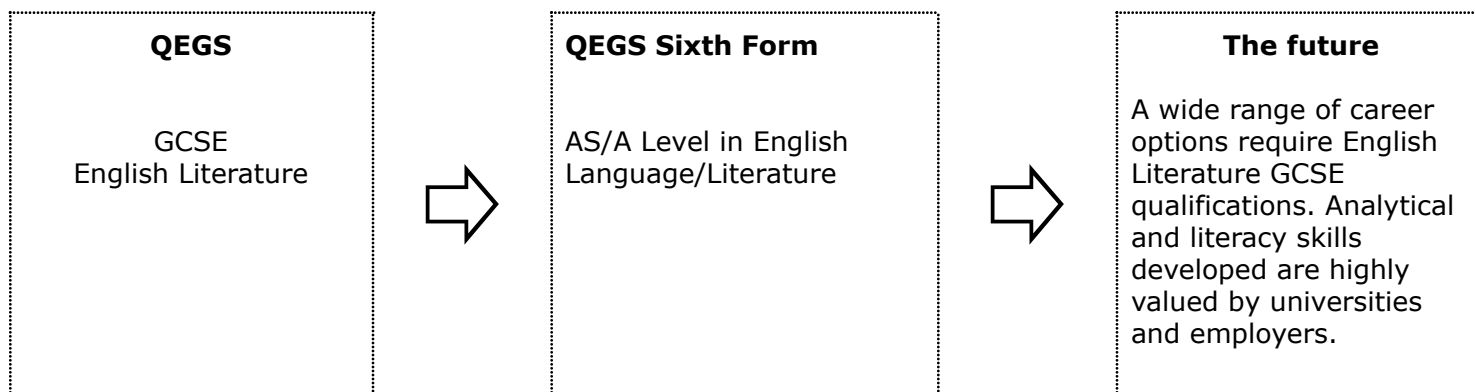 QEGS
GCSE
English Literature
QEGS Sixth Form
AS/A Level in English
Language/Literature
The future
A wide range of career
options require English
Literature GCSE
qualifications. Analytical
and literacy skills
developed are highly
valued by universities
and employers.